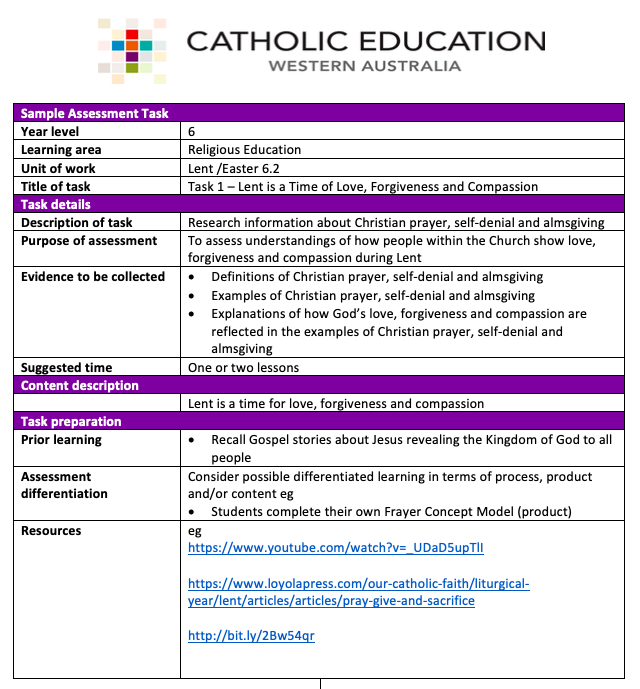 CATHOLIC EDUCATION
WESTERN AUSTRALIA
Sample Assessment Task
Year level 6
Learning area Religious Education
Unit of work Lent /Easter 6.2
Title of task Task 1 – Lent is a Time of Love, Forgiveness and Compassion
Task details
Description of task Research information about Christian prayer, self-denial and almsgiving
Purpose of assessment To assess understandings of how people within the Church show love,
forgiveness and compassion during Lent
Evidence to be collected • Definitions of Christian prayer, self-denial and almsgiving
• Examples of Christian prayer, self-denial and almsgiving
• Explanations of how God’s love, forgiveness and compassion are
reflected in the examples of Christian prayer, self-denial and
almsgiving
Suggested time One or two lessons
Content description
Lent is a time for love, forgiveness and compassion
Task preparation
Prior learning • Recall Gospel stories about Jesus revealing the Kingdom of God to all
people
Assessment Consider possible differentiated learning in terms of process, product
differentiation and/or content eg
• Students complete their own Frayer Concept Model (product)
Resources eg
https://www.youtube.com/watch?v=_UDaD5upTlI
https://www.loyolapress.com/our-catholic-faith/liturgical-
year/lent/articles/articles/pray-give-and-sacrifice
http://bit.ly/2Bw54qr